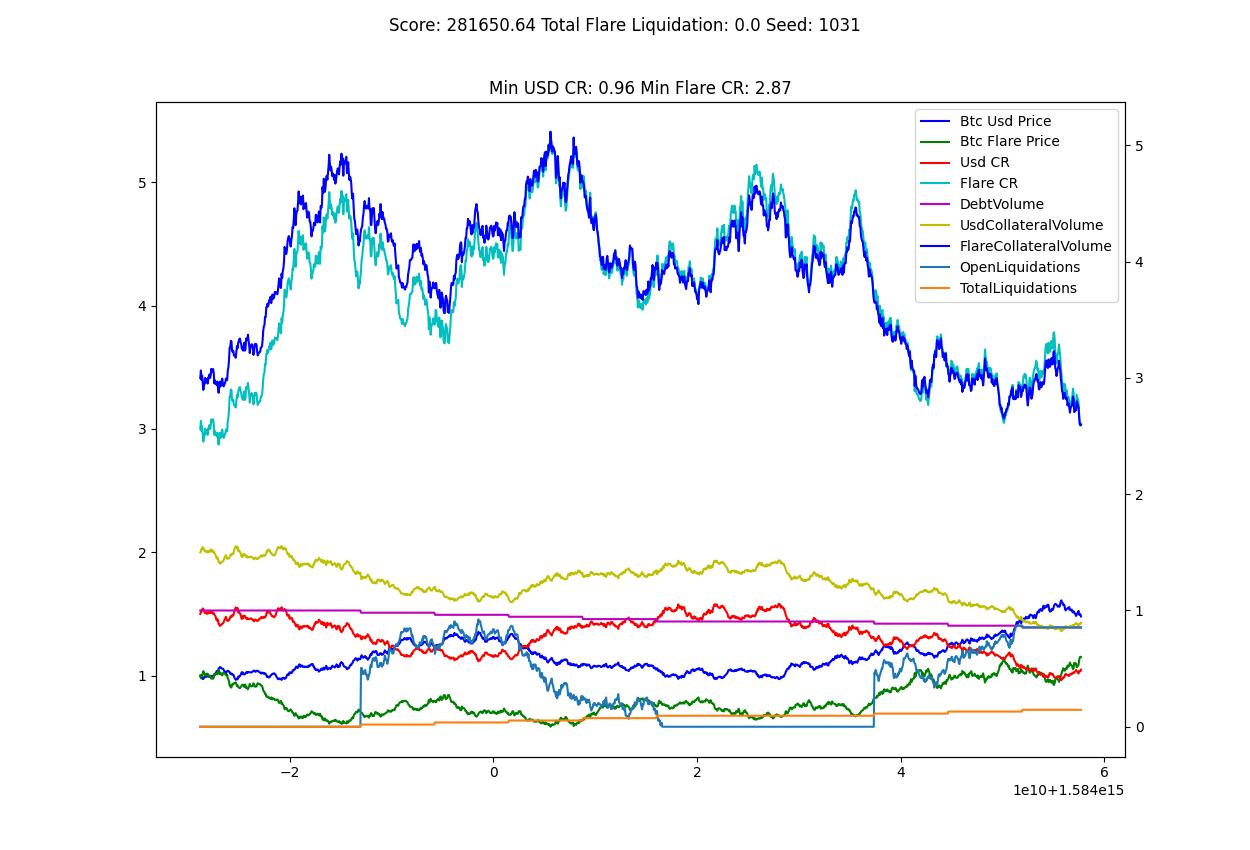 Score: 281650.64 Total Flare Liquidation: 0.0 Seed: 1031
Min USD CR: 0.96 Min Flare CR: 2.87
Btc Usd Price
Btc Flare Price
Usd CR
Flare CR
DebtVolume
UsdCollateralVolume
FlareCollateralVolume
OpenLiquidations
TotalLiquidations
5
4
3
2
1
5
4
3
2
1
0
−2
0
2
4
6
1e10+1.584e15